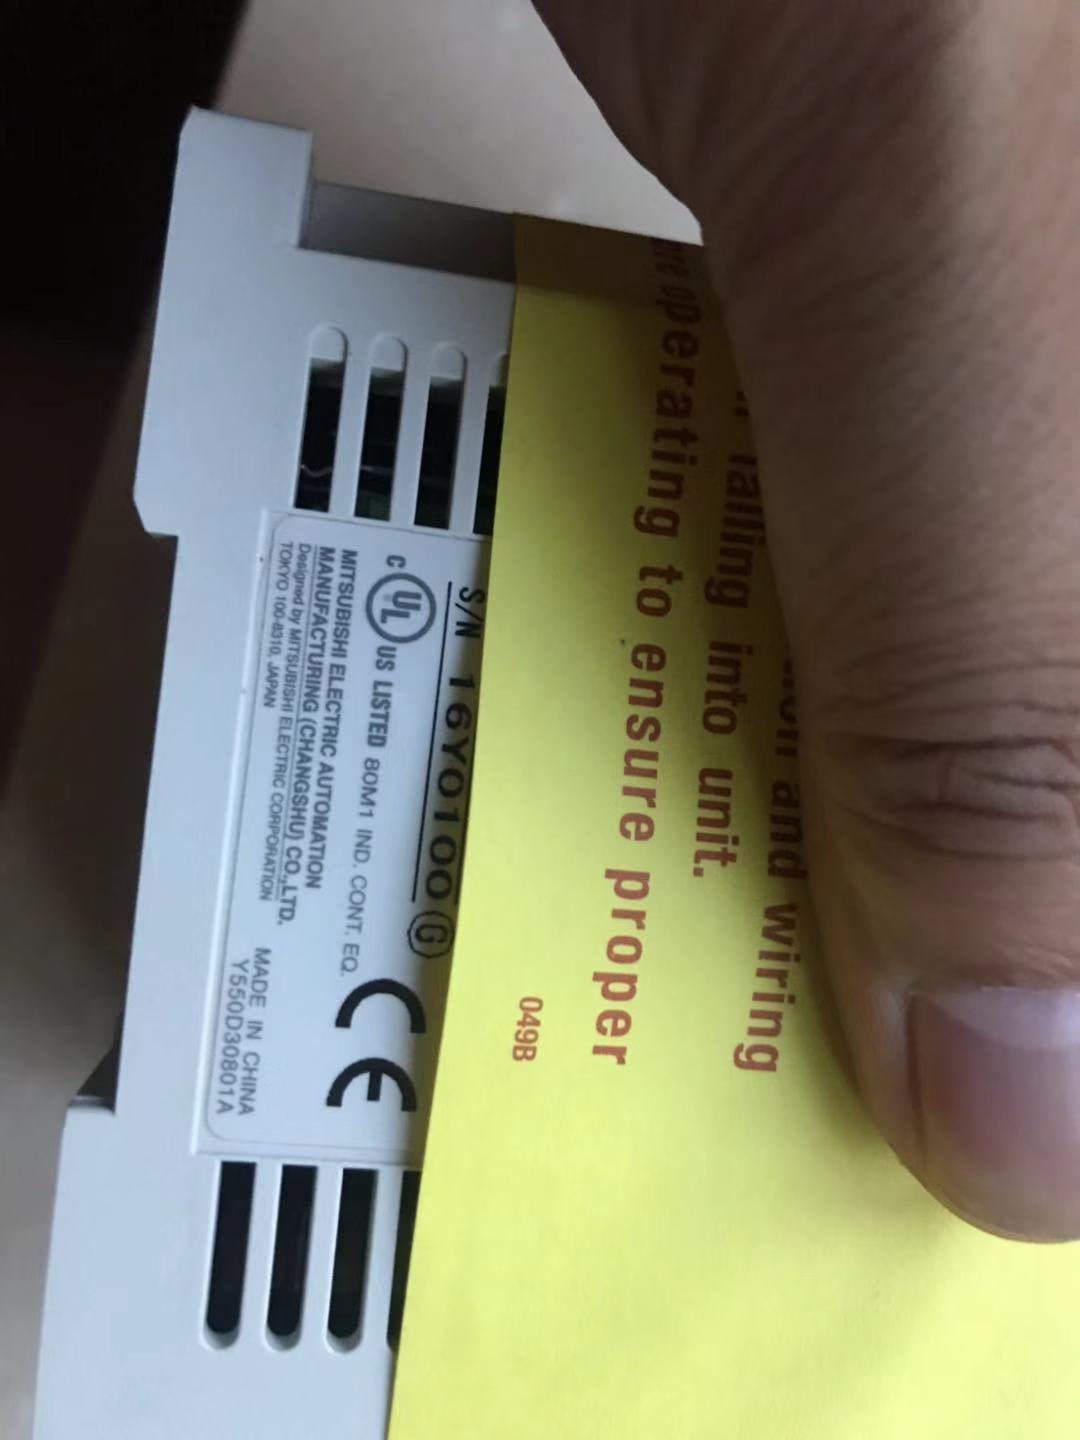 S/N 16Y0100 G
C UL US LISTED 80M1 IND. CONT. EQ.
CE
MITSUBISHI ELECTRIC AUTOMATION
MANUFACTURING (CHANGSHU) CO.,LTD.
Designed by MITSUBISHI ELECTRIC CORPORATION
TOKYO 100-8310, JAPAN
MADE IN CHINA
Y550D30801A
and wiring
falling into unit.
operating to ensure proper
049B